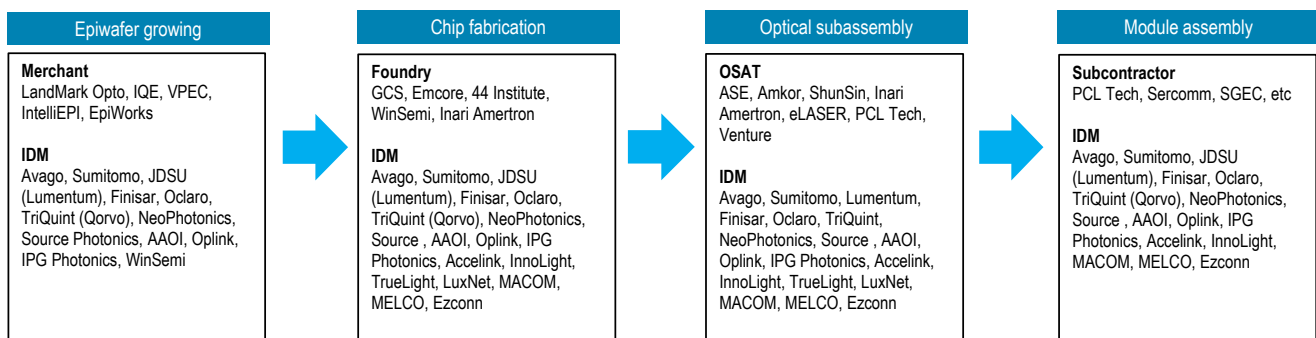 Epiwafer growing
Merchant
LandMark Opto, IQE, VPEC,
IntelliEPI, EpiWorks
IDM
Avago, Sumitomo, JDSU
(Lumentum), Finisar, Oclaro,
TriQuint (Qorvo), NeoPhotonics,
Source Photonics, AAOI, Oplink,
IPG Photonics, WinSemi
Chip fabrication
Foundry
GCS, Emcore, 44 Institute,
WinSemi, Inari Amertron
IDM
Avago, Sumitomo, JDSU
(Lumentum), Finisar, Oclaro,
TriQuint (Qorvo), NeoPhotonics,
Source , AAOI, Oplink, IPG
Photonics, Accelink, InnoLight,
TrueLight, LuxNet, MACOM,
MELCO, Ezconn
Optical subassembly
OSAT
ASE, Amkor, ShunSin, Inari
Amertron, eLASER, PCL Tech,
Venture
IDM
Avago, Sumitomo, Lumentum,
Finisar, Oclaro, TriQuint,
NeoPhotonics, Source , AAOI,
Oplink, IPG Photonics, Accelink,
InnoLight, TrueLight, LuxNet,
MACOM, MELCO, Ezconn
Module assembly
Subcontractor
PCL Tech, Sercomm, SGEC, etc
IDM
Avago, Sumitomo, JDSU
(Lumentum), Finisar, Oclaro,
TriQuint (Qorvo), NeoPhotonics,
Source , AAOI, Oplink, IPG
Photonics, Accelink, InnoLight,
MACOM, MELCO, Ezconn